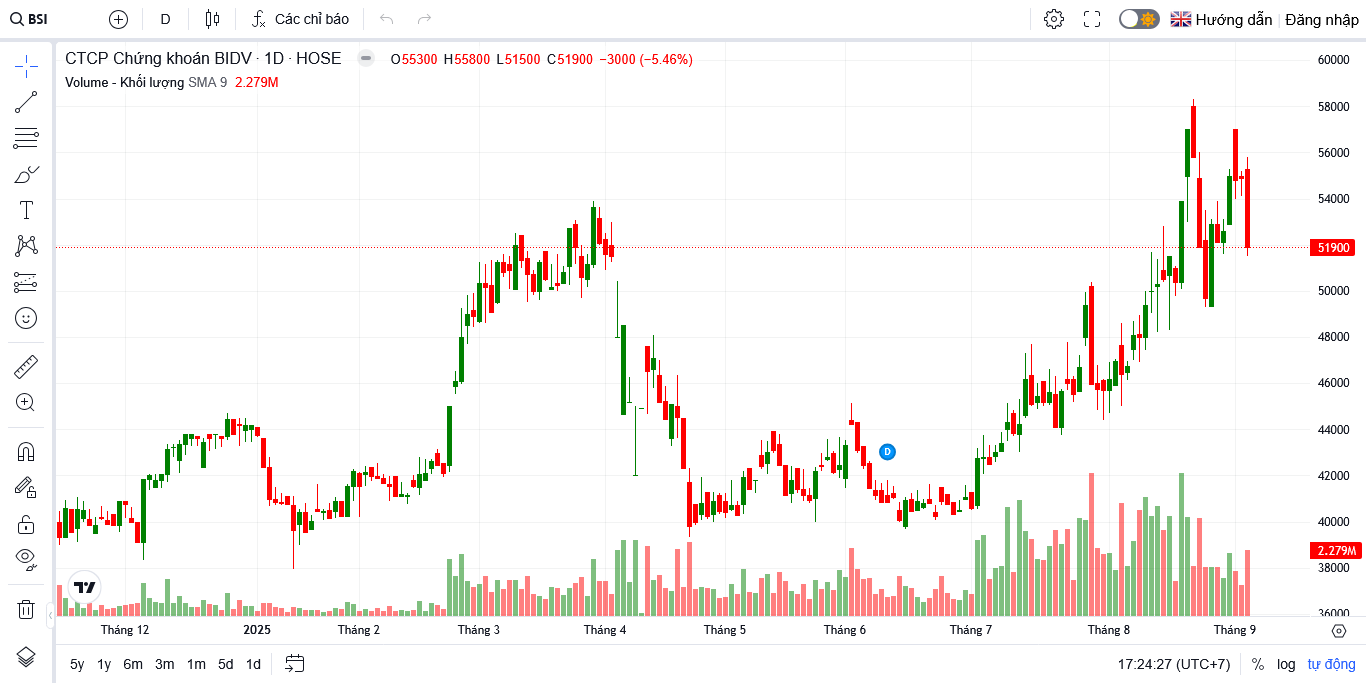 BSI D Các chỉ báo Hướng dẫn Đăng nhập
CTCP Chứng khoán BIDV · 1D · HOSE O55300 H55800 L51500 C51900 −3000 (−5.46%)
Volume - Khối lượng SMA 9 2.279M
60000
58000
56000
54000
51900
50000
48000
46000
44000
D
42000
40000
2.279M
38000
36000
Tháng 12 2025 Tháng 2 Tháng 3 Tháng 4 Tháng 5 Tháng 6 Tháng 7 Tháng 8 Tháng 9
5y 1y 6m 3m 1m 5d 1d 17:24:27 (UTC+7) % log tự động